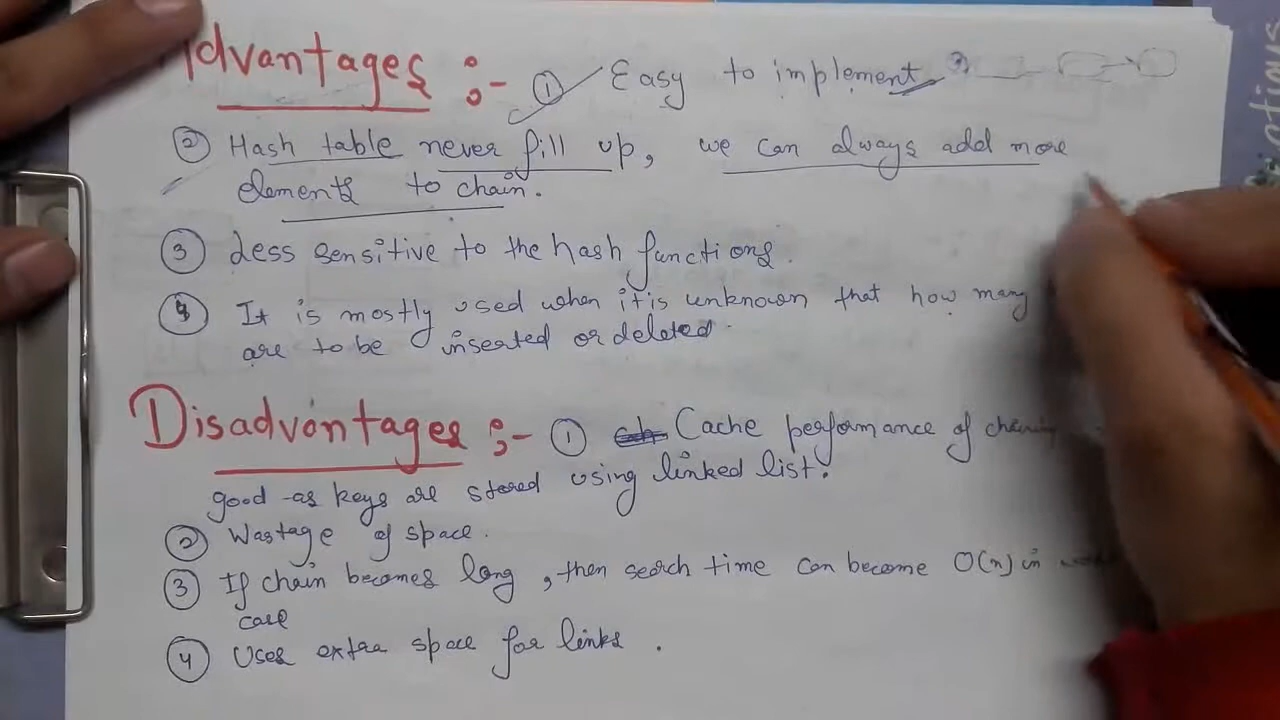 Advantages :- ① Easy to implement
② Hash table never fill up, we can always add more
elements to chain.
③ Less sensitive to the hash functions.
④ It is mostly used when it is unknown that how many
are to be inserted or deleted.
Disadvantages :- ① Cache performance of chaining
good -as keys are stored using linked list.
② Wastage of space.
③ If chain becomes long, then search time can become O(n) in
case
④ Uses extra space for links.